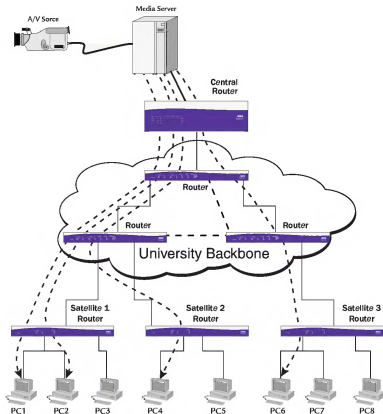 Media Server
A/V Sorce
Central
Router
Router
Router
Router
University Backbone
Satellite 1
Router
Satellite 2
Router
Satellite 3
Router
PC1
PC2
PC3
PC4
PC5
PC6
PC7
PC8